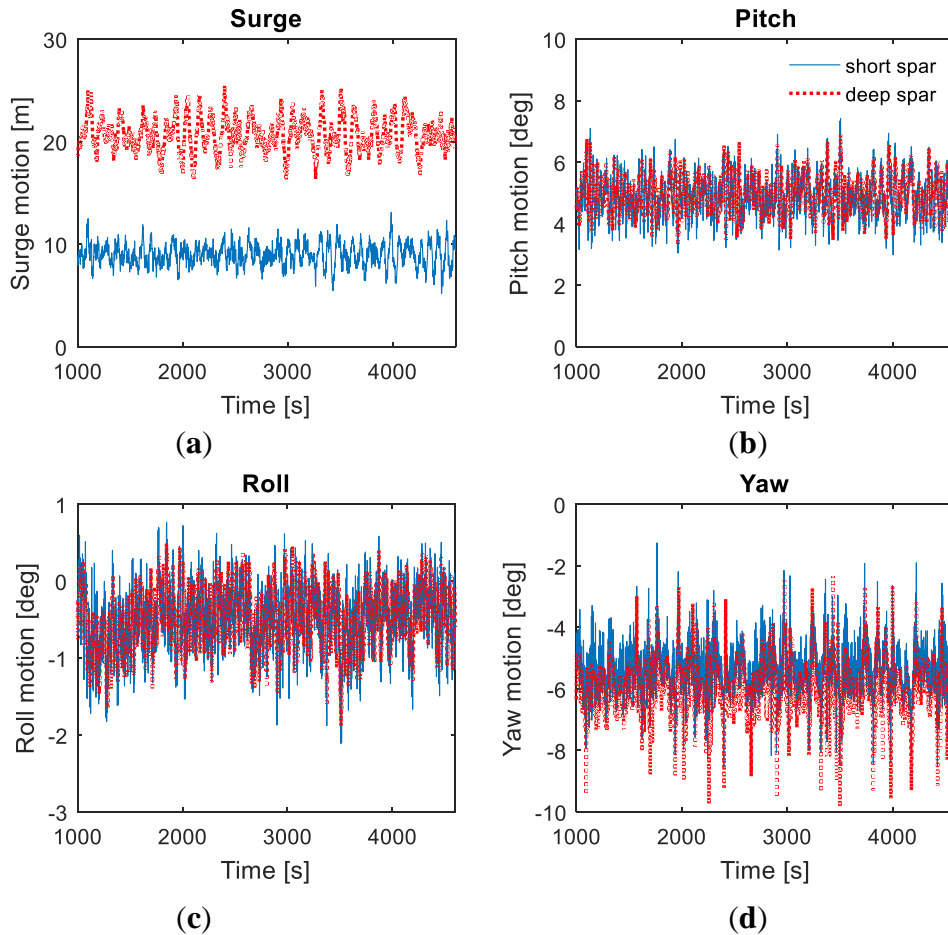 Surge
30
20
10
0
Surge motion [m]
1000 2000 3000 4000
Time [s]
(a)
Pitch
10
8
6
4
2
0
Pitch motion [deg]
short spar
deep spar
1000 2000 3000 4000
Time [s]
(b)
Roll
1
0
-1
-2
-3
Roll motion [deg]
1000 2000 3000 4000
Time [s]
(c)
Yaw
0
-2
-4
-6
-8
-10
Yaw motion [deg]
1000 2000 3000 4000
Time [s]
(d)